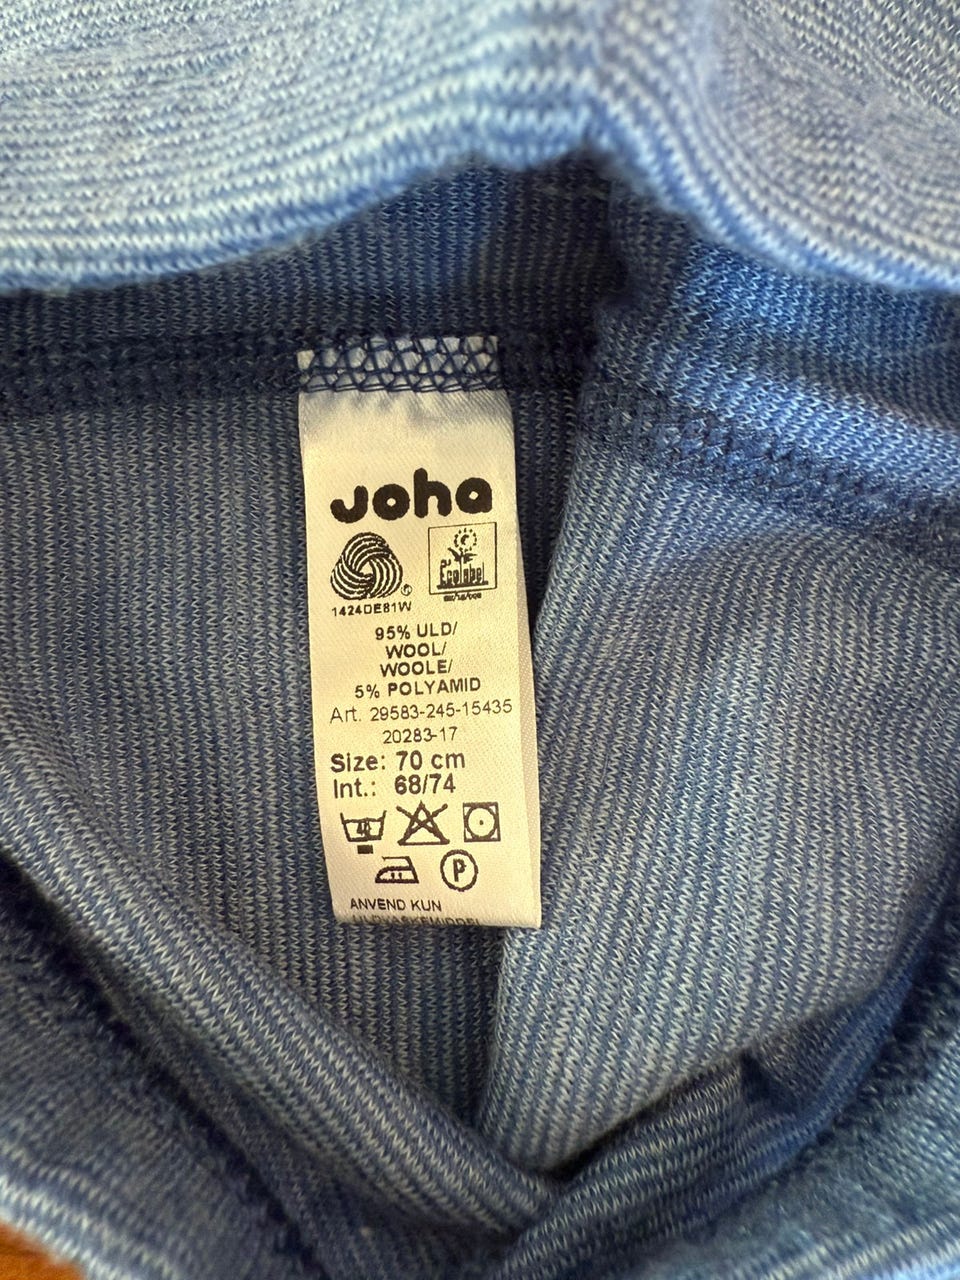 Joha
Ecolabel
1424DE81W
95% ULD/
WOOL/
WOOLE/
5% POLYAMID
Art. 29583-245-15435
20283-17
Size: 70 cm
Int.: 68/74
P
ANVEND KUN
ULDVASKEMIDDEL